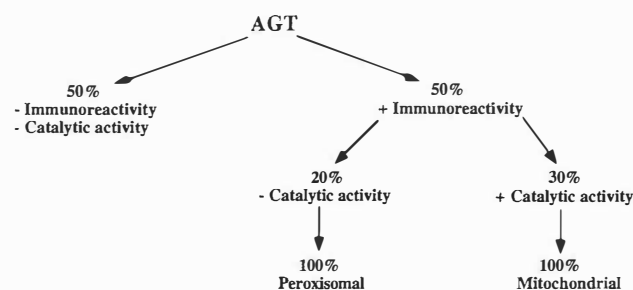 AGT
50%
- Immunoreactivity
- Catalytic activity
50%
+ Immunoreactivity
20%
- Catalytic activity
30%
+ Catalytic activity
100%
Peroxisomal
100%
Mitochondrial